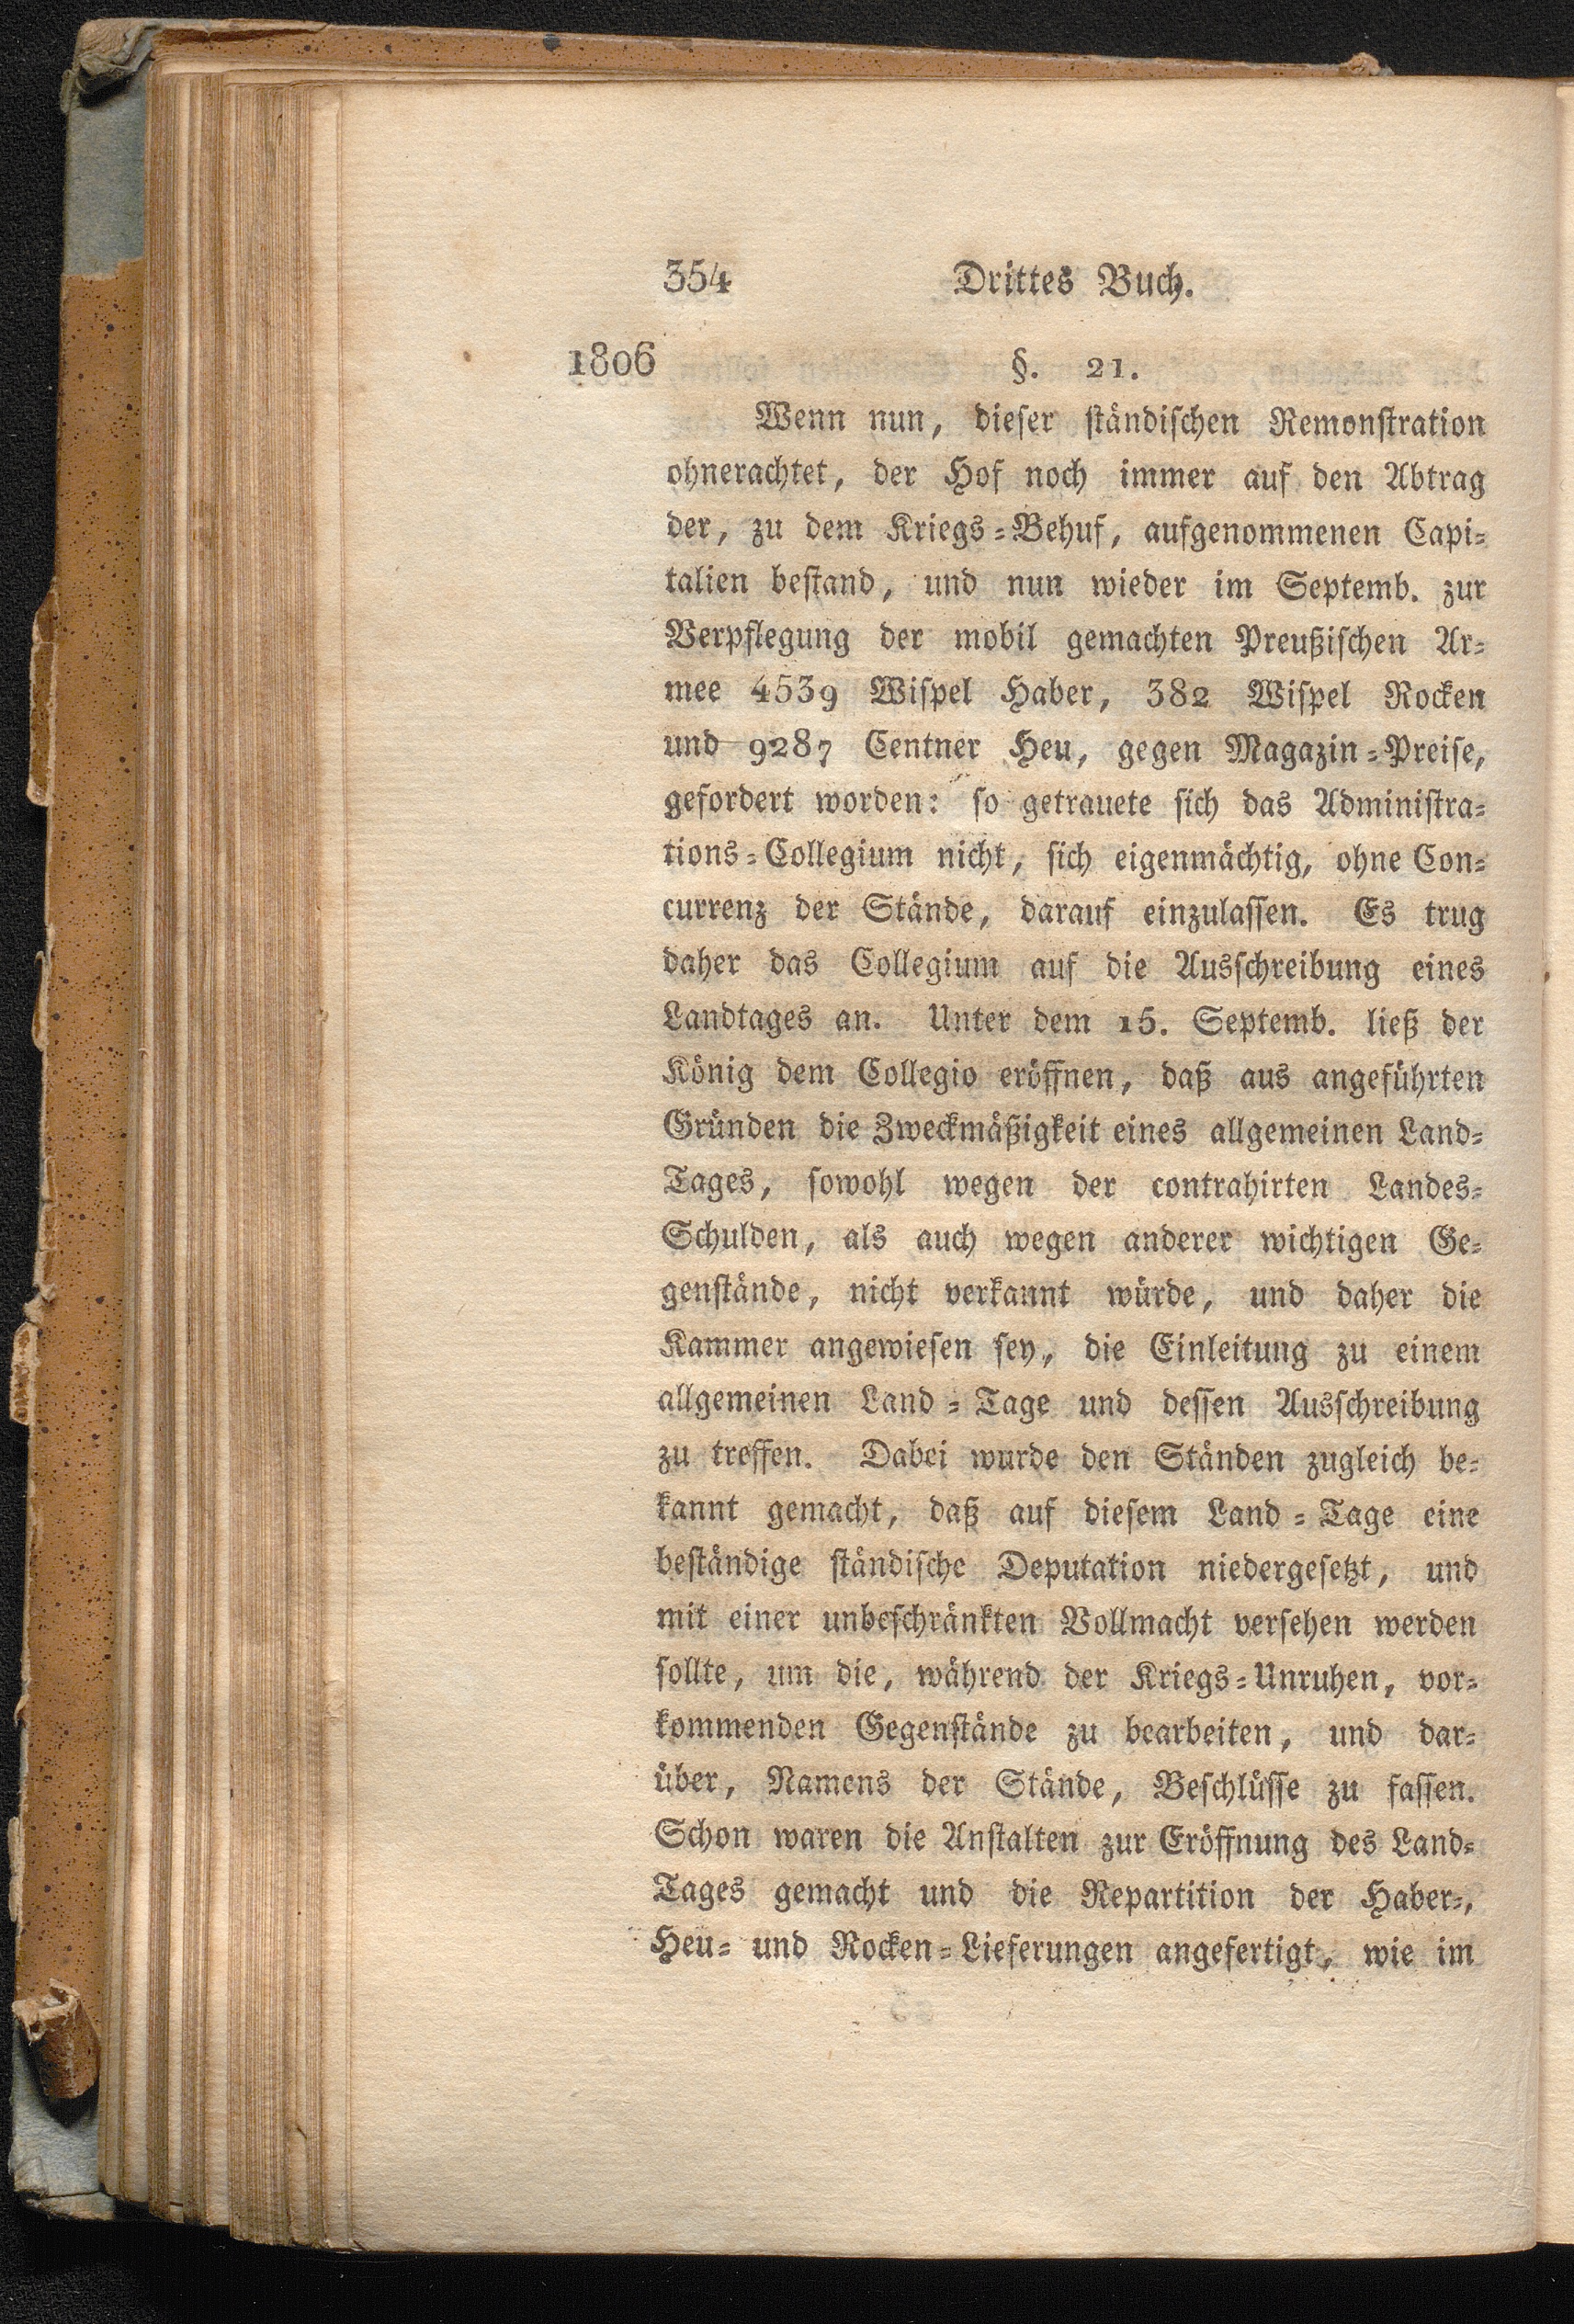 354 Drittes Buch.
1806 §. 21.
Wenn nun, dieser ständischen Remonstration
ohnerachtet, der Hof noch immer auf den Abtrag
der, zu dem Kriegs=Behuf, aufgenommenen Capi=
talien bestand, und nun wieder im Septemb. zur
Verpflegung der mobil gemachten Preußischen Ar=
mee 4539 Wispel Haber, 382 Wispel Rocken
und 9287 Centner Heu, gegen Magazin=Preise,
gefordert worden: so getrauete sich das Administra=
tions=Collegium nicht, sich eigenmächtig, ohne Con=
currenz der Stände, darauf einzulassen. Es trug
daher das Collegium auf die Ausschreibung eines
Landtages an. Unter dem 15. Septemb. ließ der
König dem Collegio eröffnen, daß aus angeführten
Gründen die Zweckmäßigkeit eines allgemeinen Land=
Tages, sowohl wegen der contrahirten Landes=
Schulden, als auch wegen anderer wichtigen Ge=
genstände, nicht verkannt würde, und daher die
Kammer angewiesen sey, die Einleitung zu einem
allgemeinen Land=Tage und dessen Ausschreibung
zu treffen. Dabei wurde den Ständen zugleich be=
kannt gemacht, daß auf diesem Land=Tage eine
beständige ständische Deputation niedergesetzt, und
mit einer unbeschränkten Vollmacht versehen werden
sollte, um die, während der Kriegs=Unruhen, vor=
kommenden Gegenstände zu bearbeiten, und dar=
über, Namens der Stände, Beschlüsse zu fassen.
Schon waren die Anstalten zur Eröffnung des Land=
Tages gemacht und die Repartition der Haber=,
Heu= und Rocken=Lieferungen angefertigt, wie im